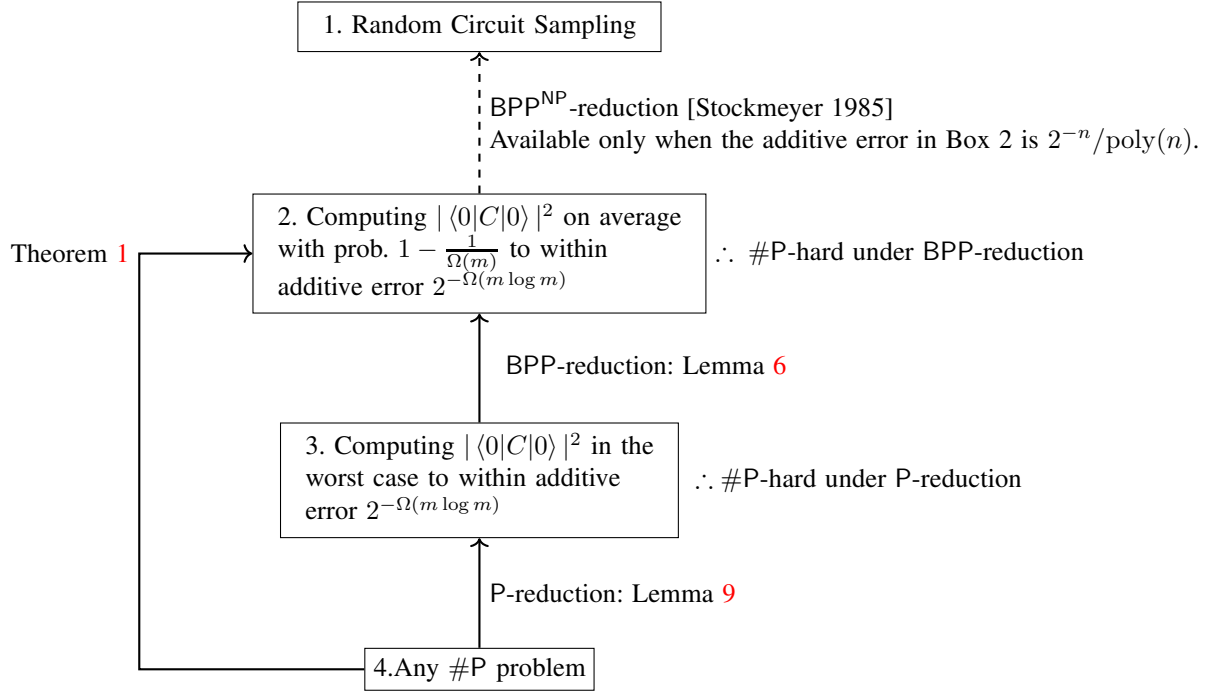 1. Random Circuit Sampling
BPP^NP-reduction [Stockmeyer 1985]
Available only when the additive error in Box 2 is 2^{-n}/poly(n).
2. Computing |⟨0|C|0⟩|² on average
with prob. 1 − 1/Ω(m) to within
additive error 2^{−Ω(m log m)}
Theorem 1
∴ #P-hard under BPP-reduction
BPP-reduction: Lemma 6
3. Computing |⟨0|C|0⟩|² in the
worst case to within additive
error 2^{−Ω(m log m)}
∴ #P-hard under P-reduction
P-reduction: Lemma 9
4.Any #P problem